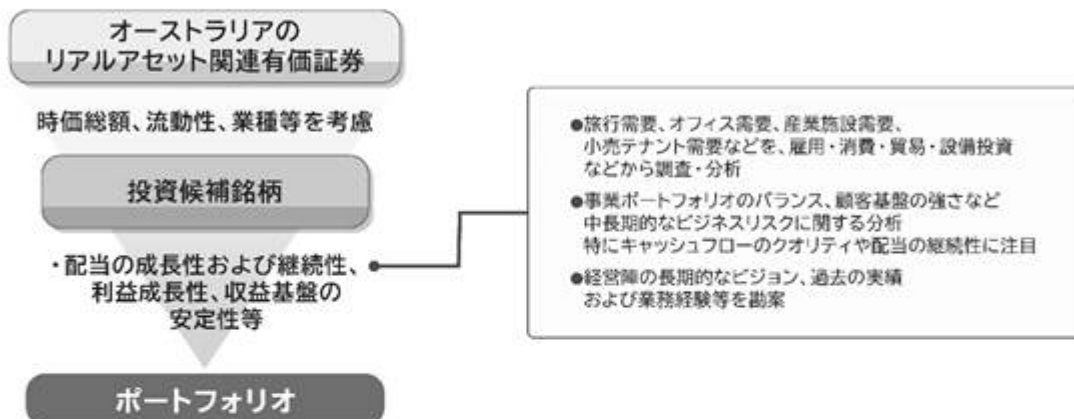 オーストラリアの
リアルアセット関連有価証券
時価総額、流動性、業種等を考慮
投資候補銘柄
・配当の成長性および継続性、
利益成長性、収益基盤の
安定性等
ポートフォリオ
●旅行需要、オフィス需要、産業施設需要、
小売テナント需要などを、雇用・消費・貿易・設備投資
などから調査・分析
●事業ポートフォリオのバランス、顧客基盤の強さなど
中長期的なビジネスリスクに関する分析
特にキャッシュフローのクオリティや配当の継続性に注目
●経営陣の長期的なビジョン、過去の実績
および業務経験等を勘案